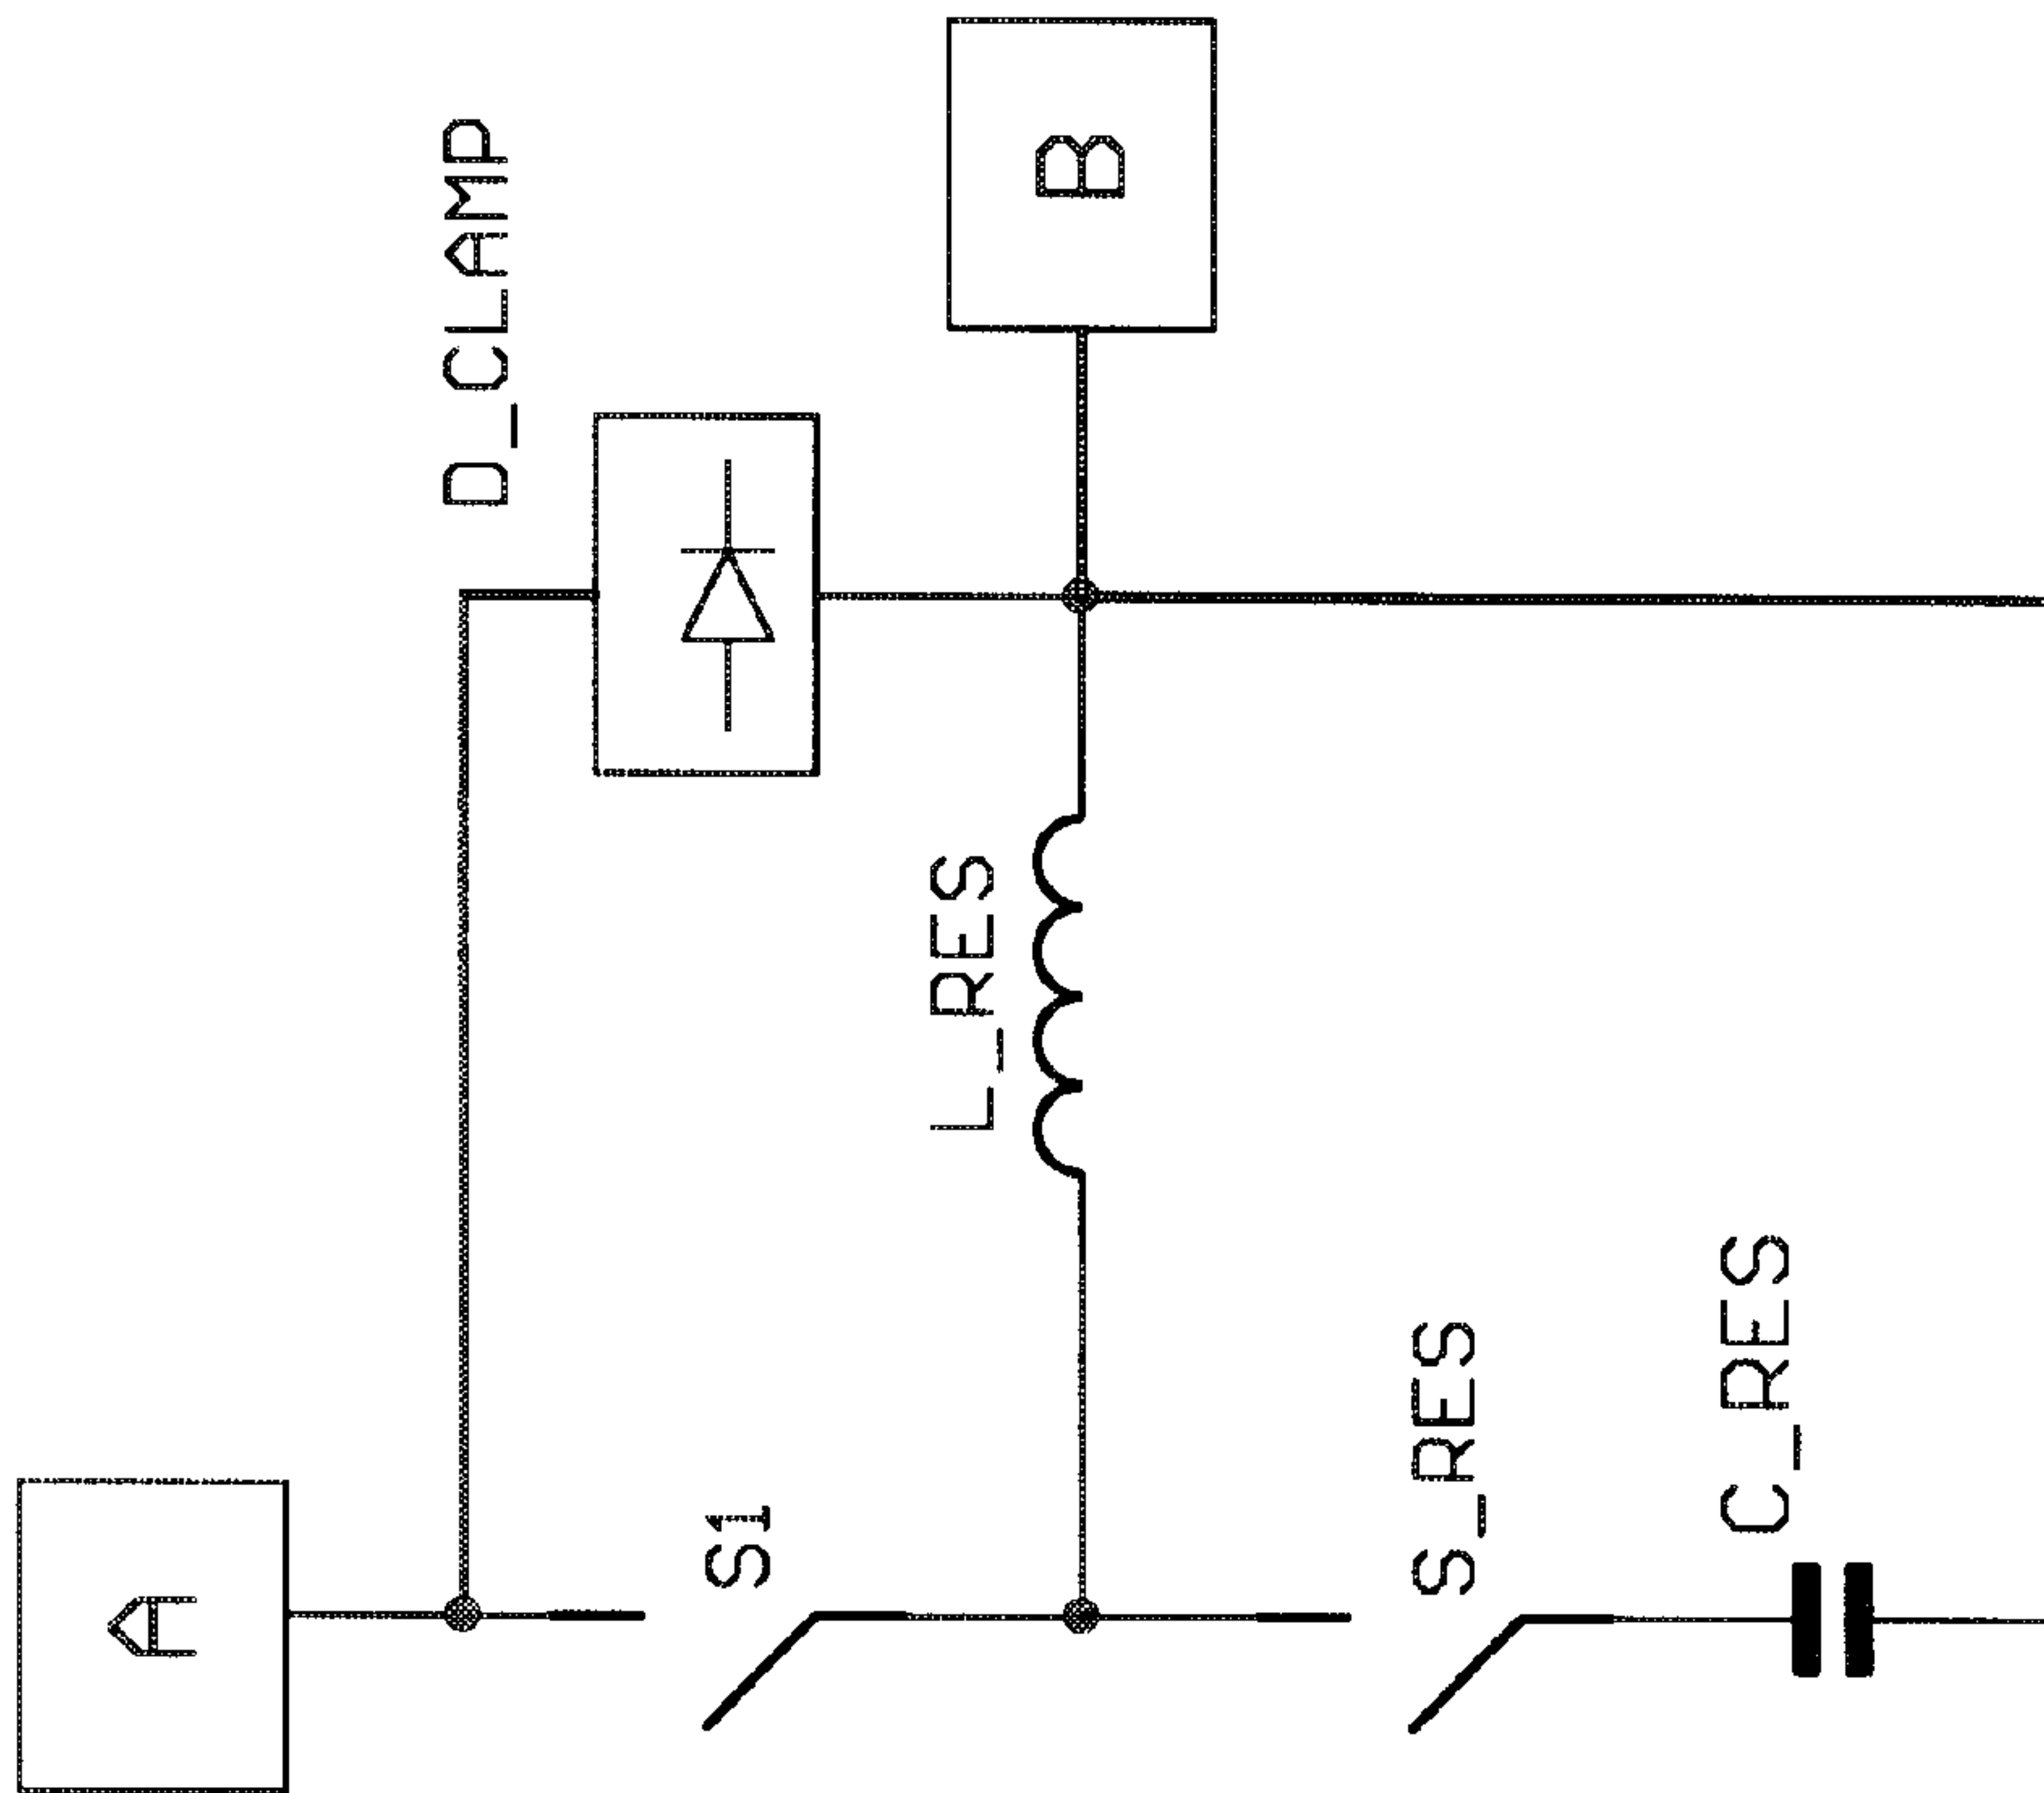 D_CLAMP
B
L_RES
A
S1
S_RES
C_RES